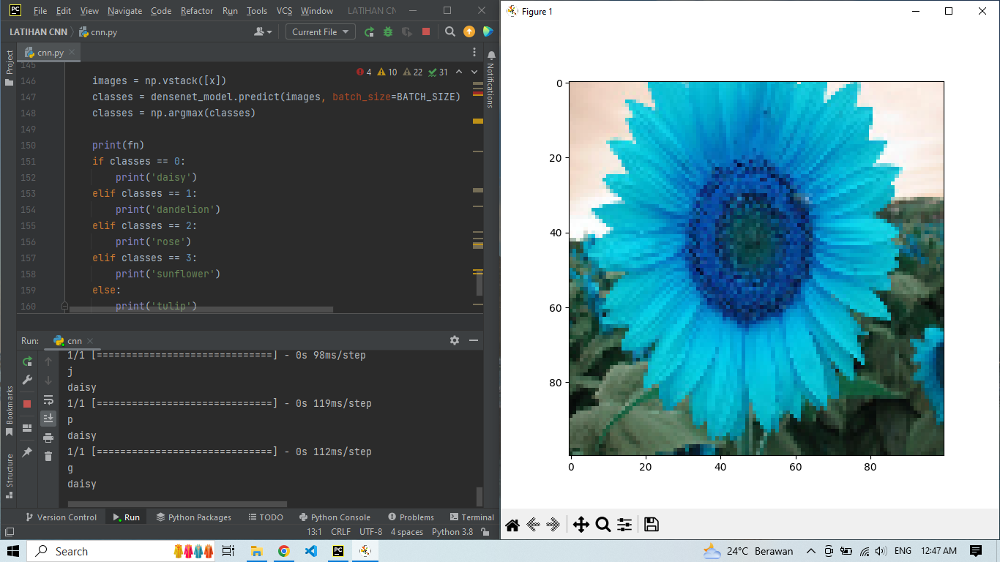 PC File Edit View Navigate Code Refactor Run Tools VCS Window LATIHAN CN
LATIHAN CNN cnn.py Current File
Project
cnn.py
Notifications
4 10 22 31
145
146 images = np.vstack([x])
147 classes = densenet_model.predict(images, batch_size=BATCH_SIZE)
148 classes = np.argmax(classes)
149
150 print(fn)
151 if classes == 0:
152 print('daisy')
153 elif classes == 1:
154 print('dandelion')
155 elif classes == 2:
156 print('rose')
157 elif classes == 3:
158 print('sunflower')
159 else:
160 print('tulip')
Run: cnn
1/1 [==============================] - 0s 98ms/step
j
daisy
1/1 [==============================] - 0s 119ms/step
p
daisy
1/1 [==============================] - 0s 112ms/step
g
daisy
Bookmarks
Structure
Version Control Run Python Packages TODO Python Console Problems Terminal
13:1 CRLF UTF-8 4 spaces Python 3.8
Figure 1
0
20
40
60
80
0 20 40 60 80
Search
PC
24°C Berawan ENG 12:47 AM